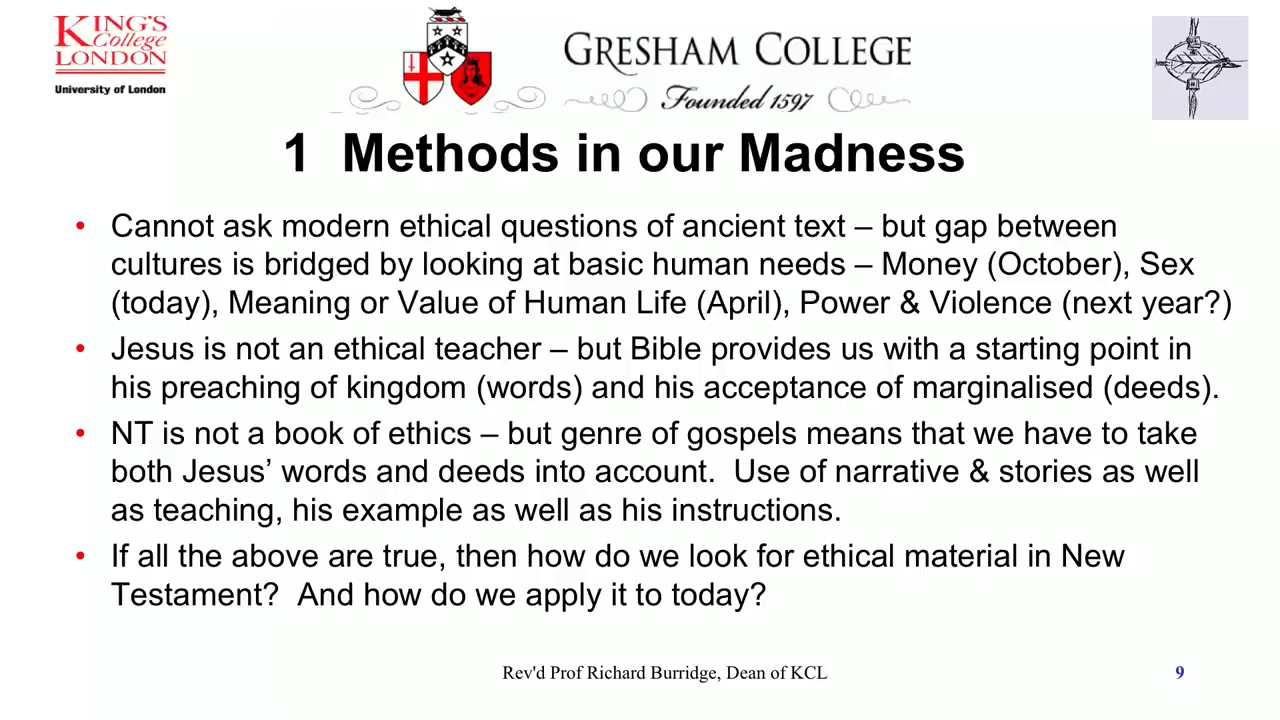 KING'S
College
LONDON
University of London
GRESHAM COLLEGE
Founded 1597
1 Methods in our Madness
• Cannot ask modern ethical questions of ancient text – but gap between
cultures is bridged by looking at basic human needs – Money (October), Sex
(today), Meaning or Value of Human Life (April), Power & Violence (next year?)
• Jesus is not an ethical teacher – but Bible provides us with a starting point in
his preaching of kingdom (words) and his acceptance of marginalised (deeds).
• NT is not a book of ethics – but genre of gospels means that we have to take
both Jesus’ words and deeds into account. Use of narrative & stories as well
as teaching, his example as well as his instructions.
• If all the above are true, then how do we look for ethical material in New
Testament? And how do we apply it to today?
Rev'd Prof Richard Burridge, Dean of KCL
9